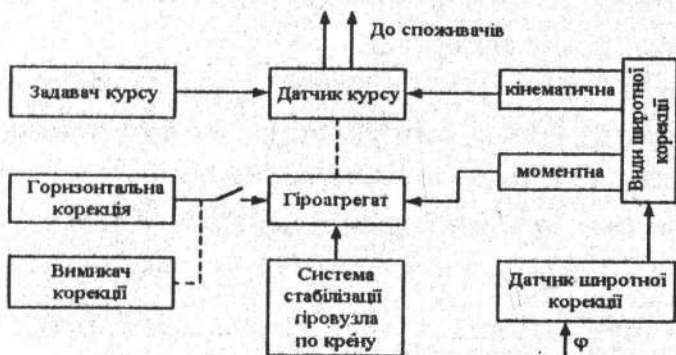 До споживачів
Задавач курсу
Датчик курсу
кінематична
Види широтної
корекції
моментна
Горизонтальна
корекція
Гіроагрегат
Вимикач
корекції
Система
стабілізації
гіровузла
по крену
Датчик широтної
корекції
φ